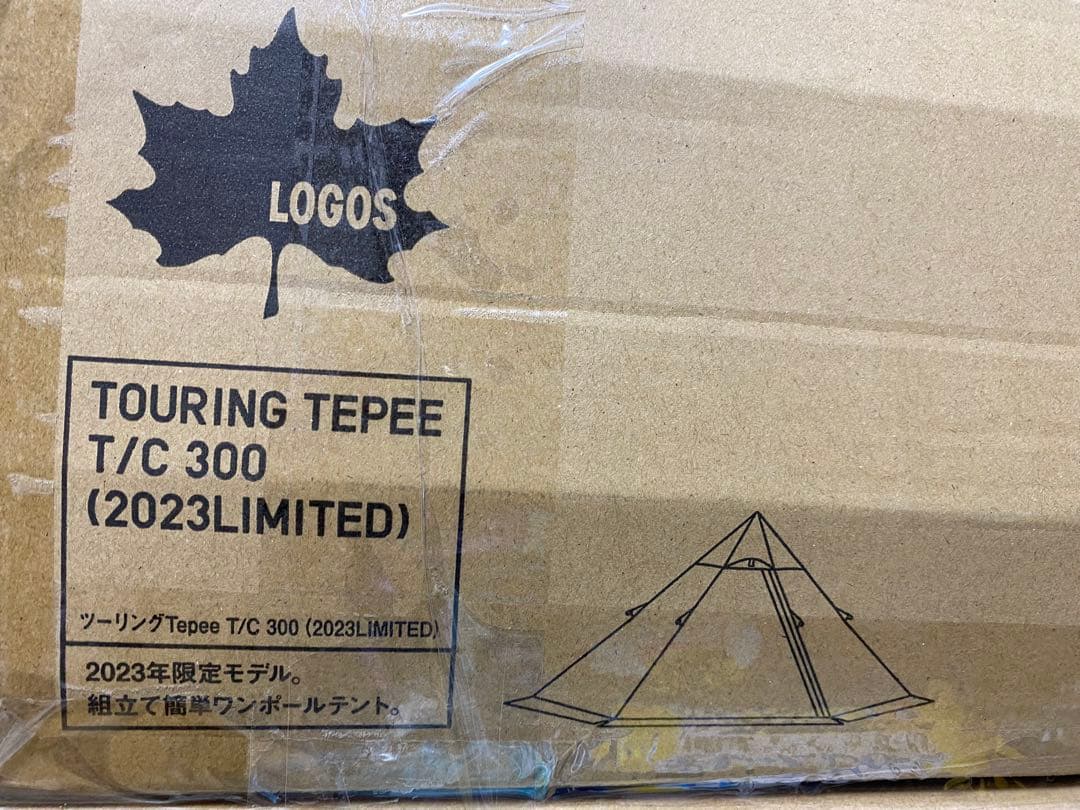 LOGOS
TOURING TEPEE
T/C 300
(2023LIMITED)
ツーリングTepee T/C 300 (2023LIMITED)
2023年限定モデル。
組立て簡単ワンポールテント。